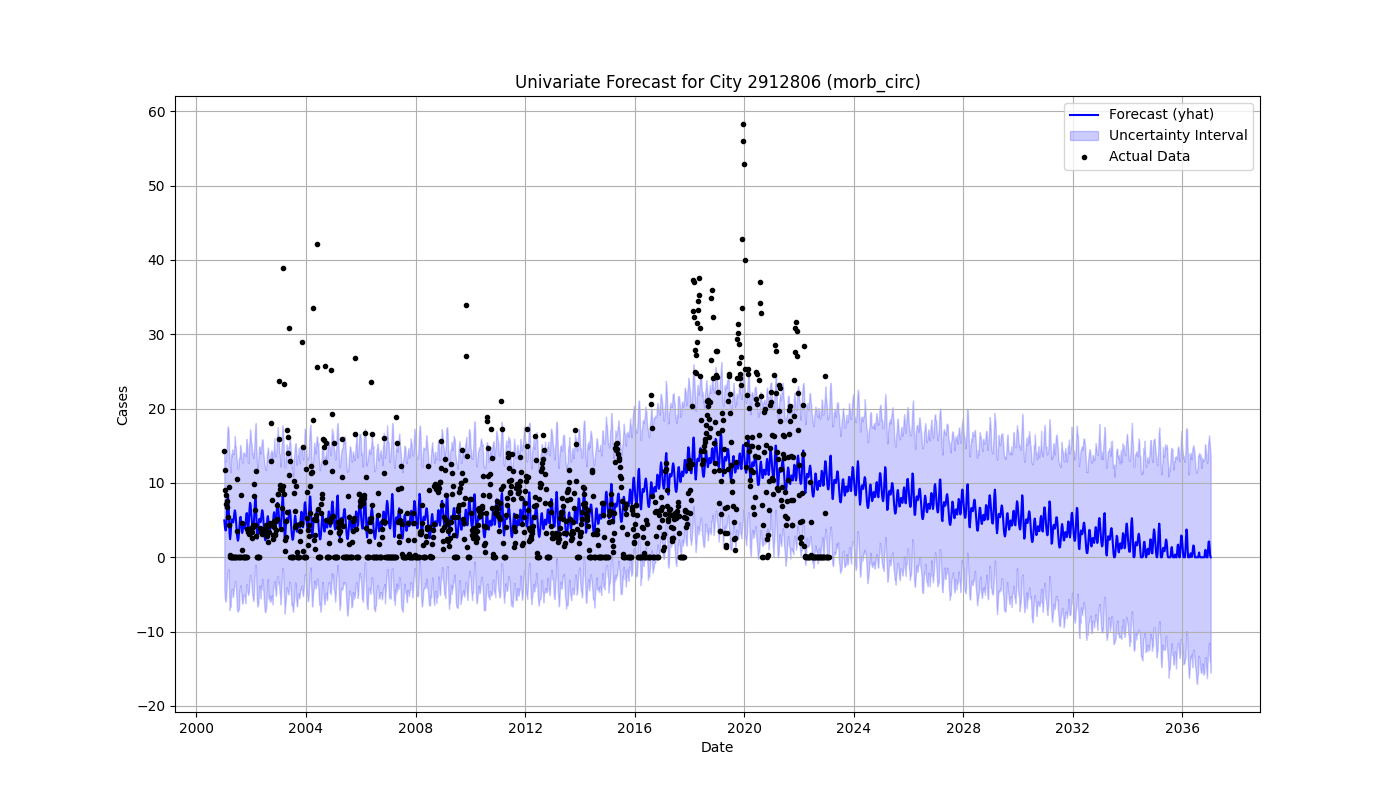 Univariate Forecast for City 2912806 (morb_circ)
Forecast (yhat)
Uncertainty Interval
Actual Data
60
50
40
30
20
10
0
−10
−20
Cases
2000 2004 2008 2012 2016 2020 2024 2028 2032 2036
Date